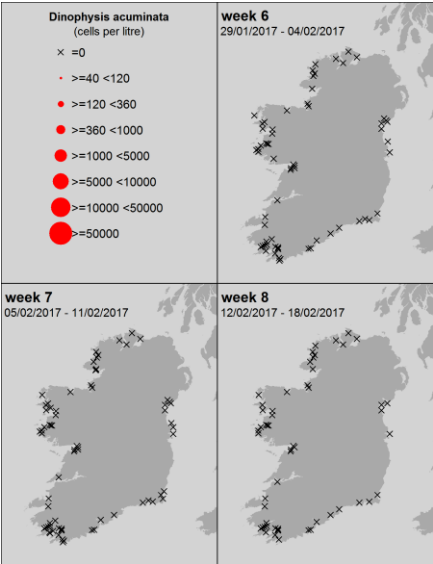 Dinophysis acuminata
(cells per litre)
=0
>=40 <120
>=120 <360
>=360 <1000
>=1000 <5000
>=5000 <10000
>=10000 <50000
>=50000
week 6
29/01/2017 - 04/02/2017
week 7
05/02/2017 - 11/02/2017
week 8
12/02/2017 - 18/02/2017